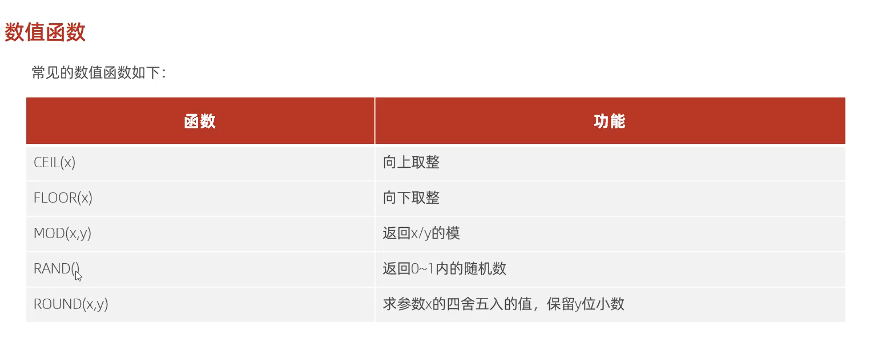 数值函数
常见的数值函数如下：
函数 功能
CEIL(x) 向上取整
FLOOR(x) 向下取整
MOD(x,y) 返回x/y的模
RAND() 返回0~1内的随机数
ROUND(x,y) 求参数x的四舍五入的值，保留y位小数